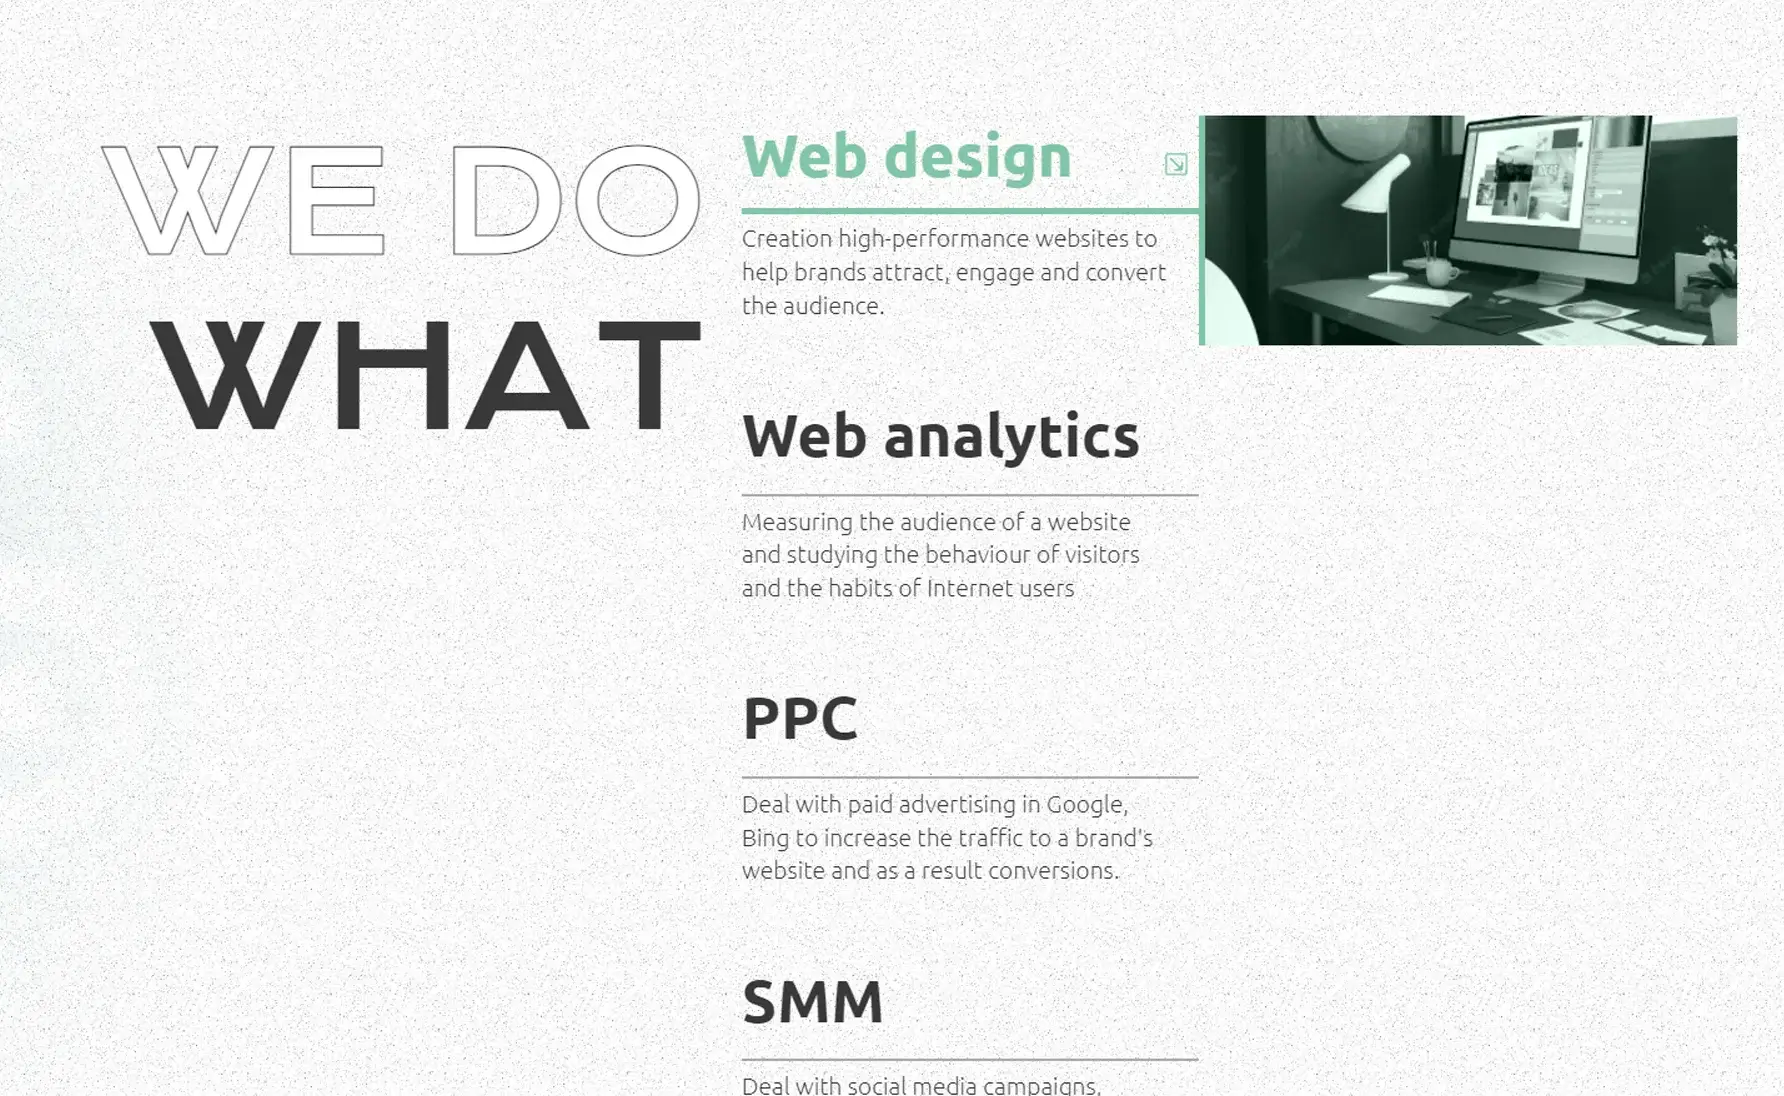 WE DO
WHAT
Web design
Creation high-performance websites to
help brands attract, engage and convert
the audience.
Web analytics
Measuring the audience of a website
and studying the behaviour of visitors
and the habits of Internet users
PPC
Deal with paid advertising in Google,
Bing to increase the traffic to a brand's
website and as a result conversions.
SMM
Deal with social media campaigns,